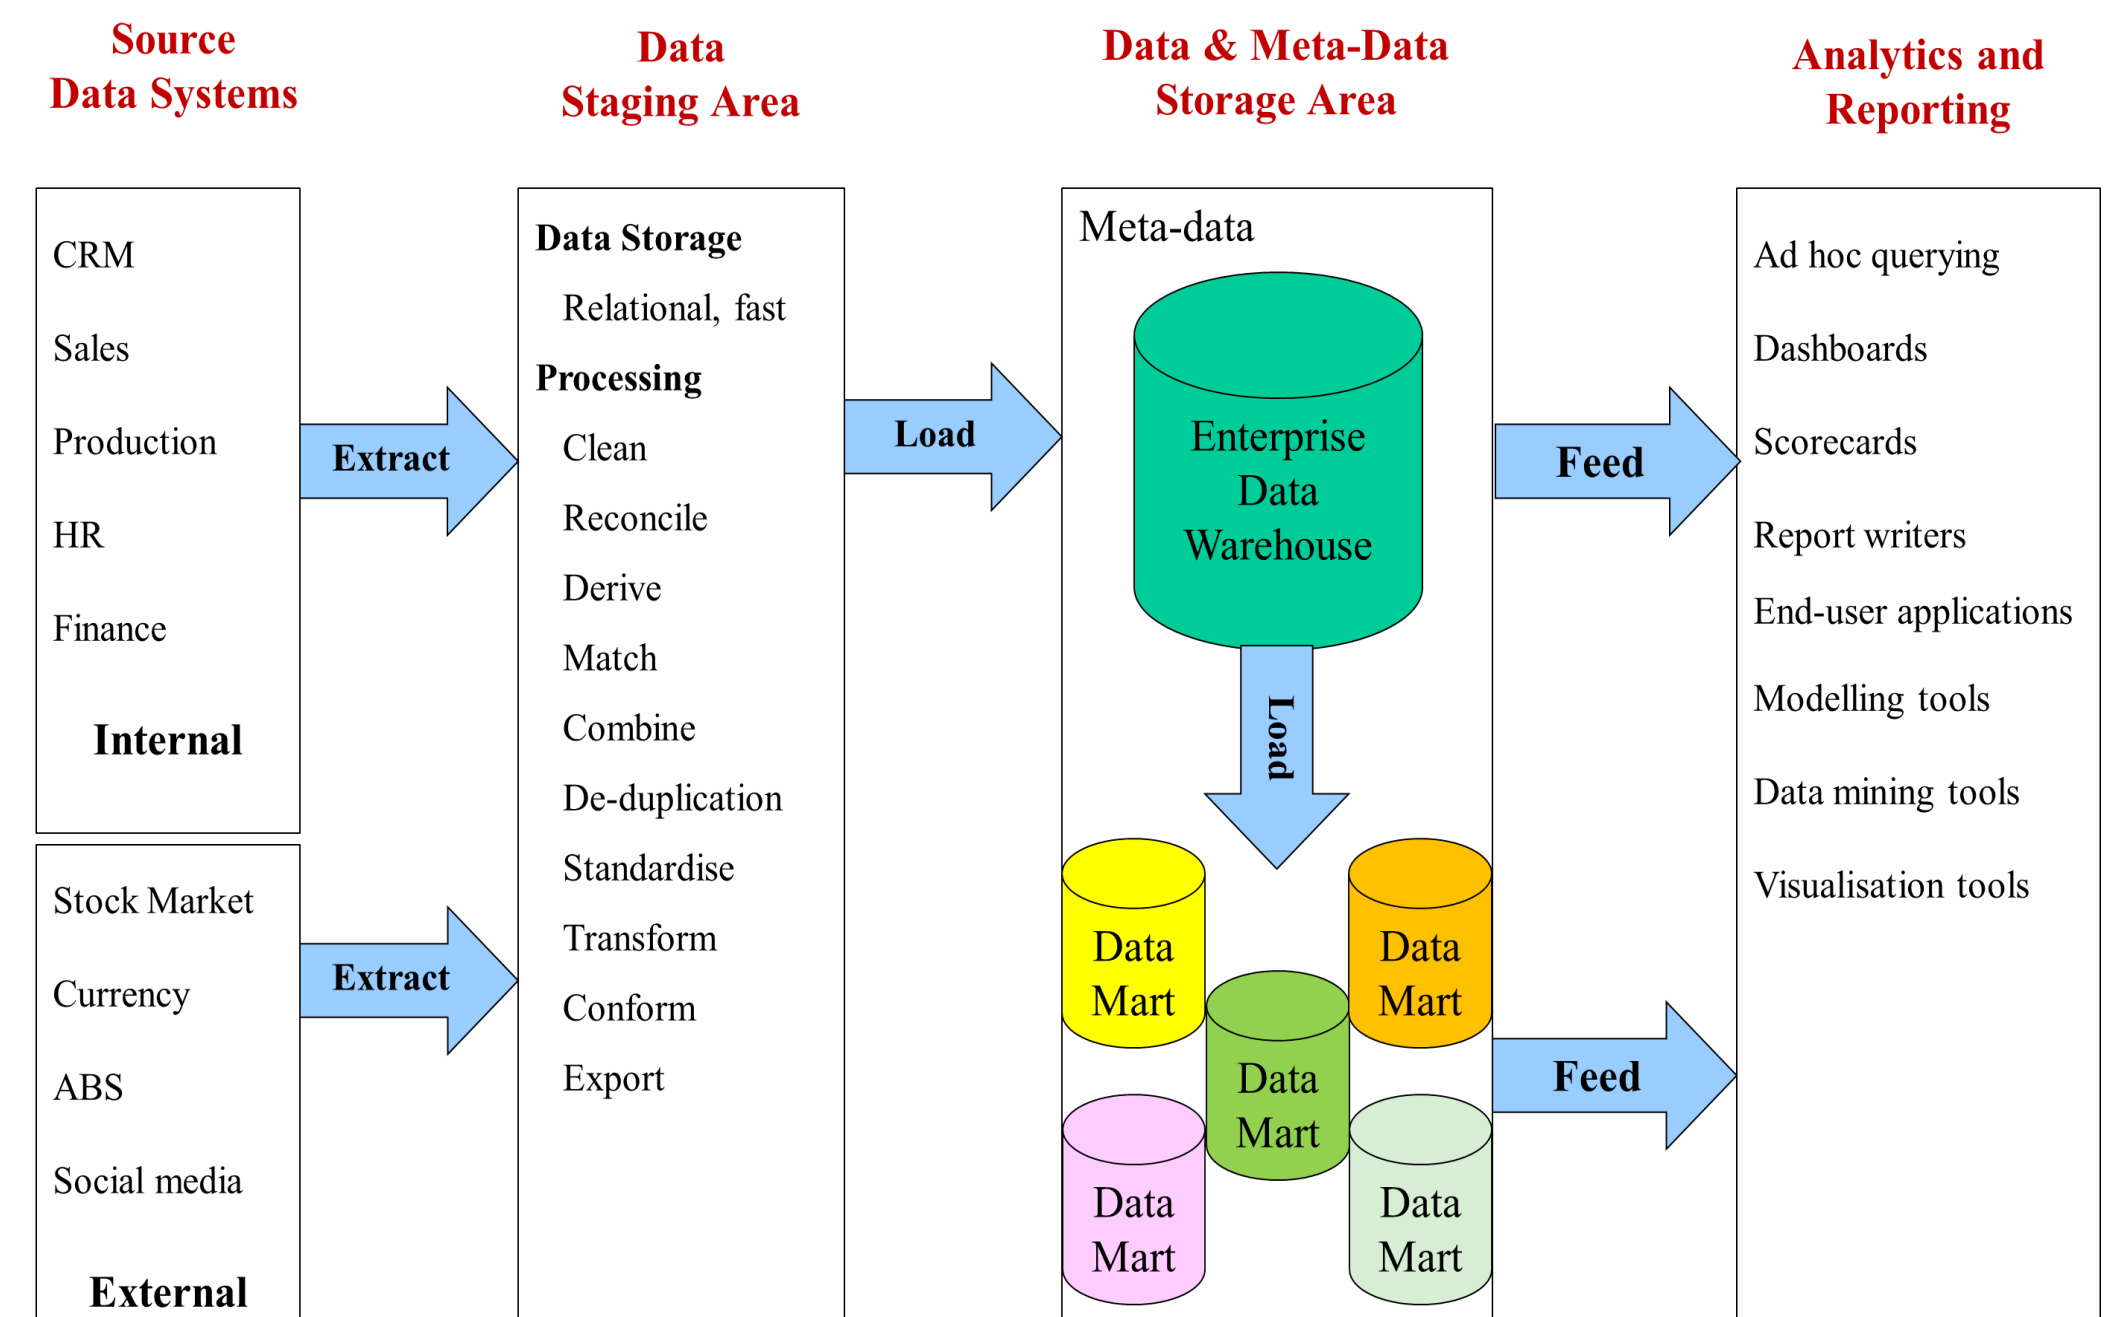 Source
Data Systems
Data
Staging Area
Data & Meta-Data
Storage Area
Analytics and
Reporting
CRM
Sales
Production
HR
Finance
Internal
Stock Market
Currency
ABS
Social media
External
Extract
Extract
Data Storage
Relational, fast
Processing
Clean
Reconcile
Derive
Match
Combine
De-duplication
Standardise
Transform
Conform
Export
Load
Meta-data
Enterprise
Data
Warehouse
Load
Data
Mart
Data
Mart
Data
Mart
Data
Mart
Data
Mart
Feed
Feed
Ad hoc querying
Dashboards
Scorecards
Report writers
End-user applications
Modelling tools
Data mining tools
Visualisation tools